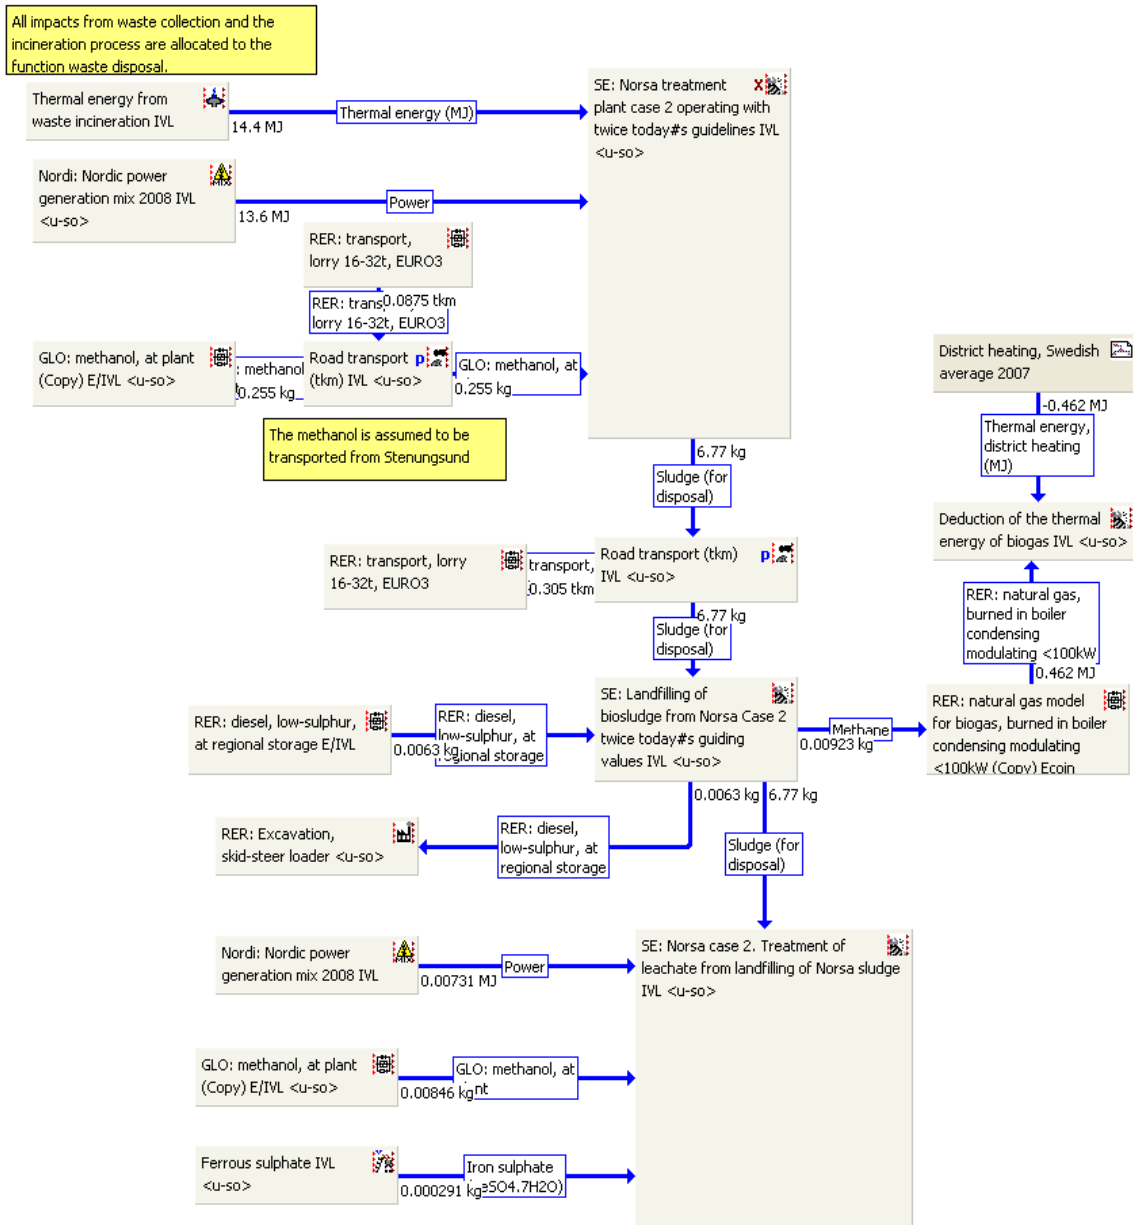 All impacts from waste collection and the
incineration process are allocated to the
function waste disposal.
Thermal energy from
waste incineration IVL
14.4 MJ
Thermal energy (MJ)
SE: Norsa treatment
plant case 2 operating with
twice today#s guidelines IVL
<u-so>
Nordi: Nordic power
generation mix 2008 IVL
<u-so>
13.6 MJ
Power
RER: transport,
lorry 16-32t, EURO3
RER: trans
0.0875 tkm
lorry 16-32t, EURO3
GLO: methanol, at plant
(Copy) E/IVL <u-so>
: methanol
0.255 kg
Road transport
(tkm) IVL <u-so>
GLO: methanol, at
0.255 kg
The methanol is assumed to be
transported from Stenungsund
6.77 kg
Sludge (for
disposal)
District heating, Swedish
average 2007
-0.462 MJ
Thermal energy,
district heating
(MJ)
Deduction of the thermal
energy of biogas IVL <u-so>
RER: natural gas,
burned in boiler
condensing
modulating <100kW
0.462 MJ
RER: natural gas model
for biogas, burned in boiler
condensing modulating
<100kW (Copy) Ecoin
RER: transport, lorry
16-32t, EURO3
transport,
0.305 tkm
Road transport (tkm)
IVL <u-so>
6.77 kg
Sludge (for
disposal)
RER: diesel, low-sulphur,
at regional storage E/IVL
0.0063 kg
RER: diesel,
low-sulphur, at
regional storage
SE: Landfilling of
biosludge from Norsa Case 2
twice today#s guiding
values IVL <u-so>
Methane
0.00923 kg
0.0063 kg
6.77 kg
RER: Excavation,
skid-steer loader <u-so>
RER: diesel,
low-sulphur, at
regional storage
Sludge (for
disposal)
Nordi: Nordic power
generation mix 2008 IVL
0.00731 MJ
Power
SE: Norsa case 2. Treatment of
leachate from landfilling of Norsa sludge
IVL <u-so>
GLO: methanol, at plant
(Copy) E/IVL <u-so>
0.00846 kg
GLO: methanol, at
nt
Ferrous sulphate IVL
<u-so>
0.000291 kg
Iron sulphate
eSO4.7H2O)